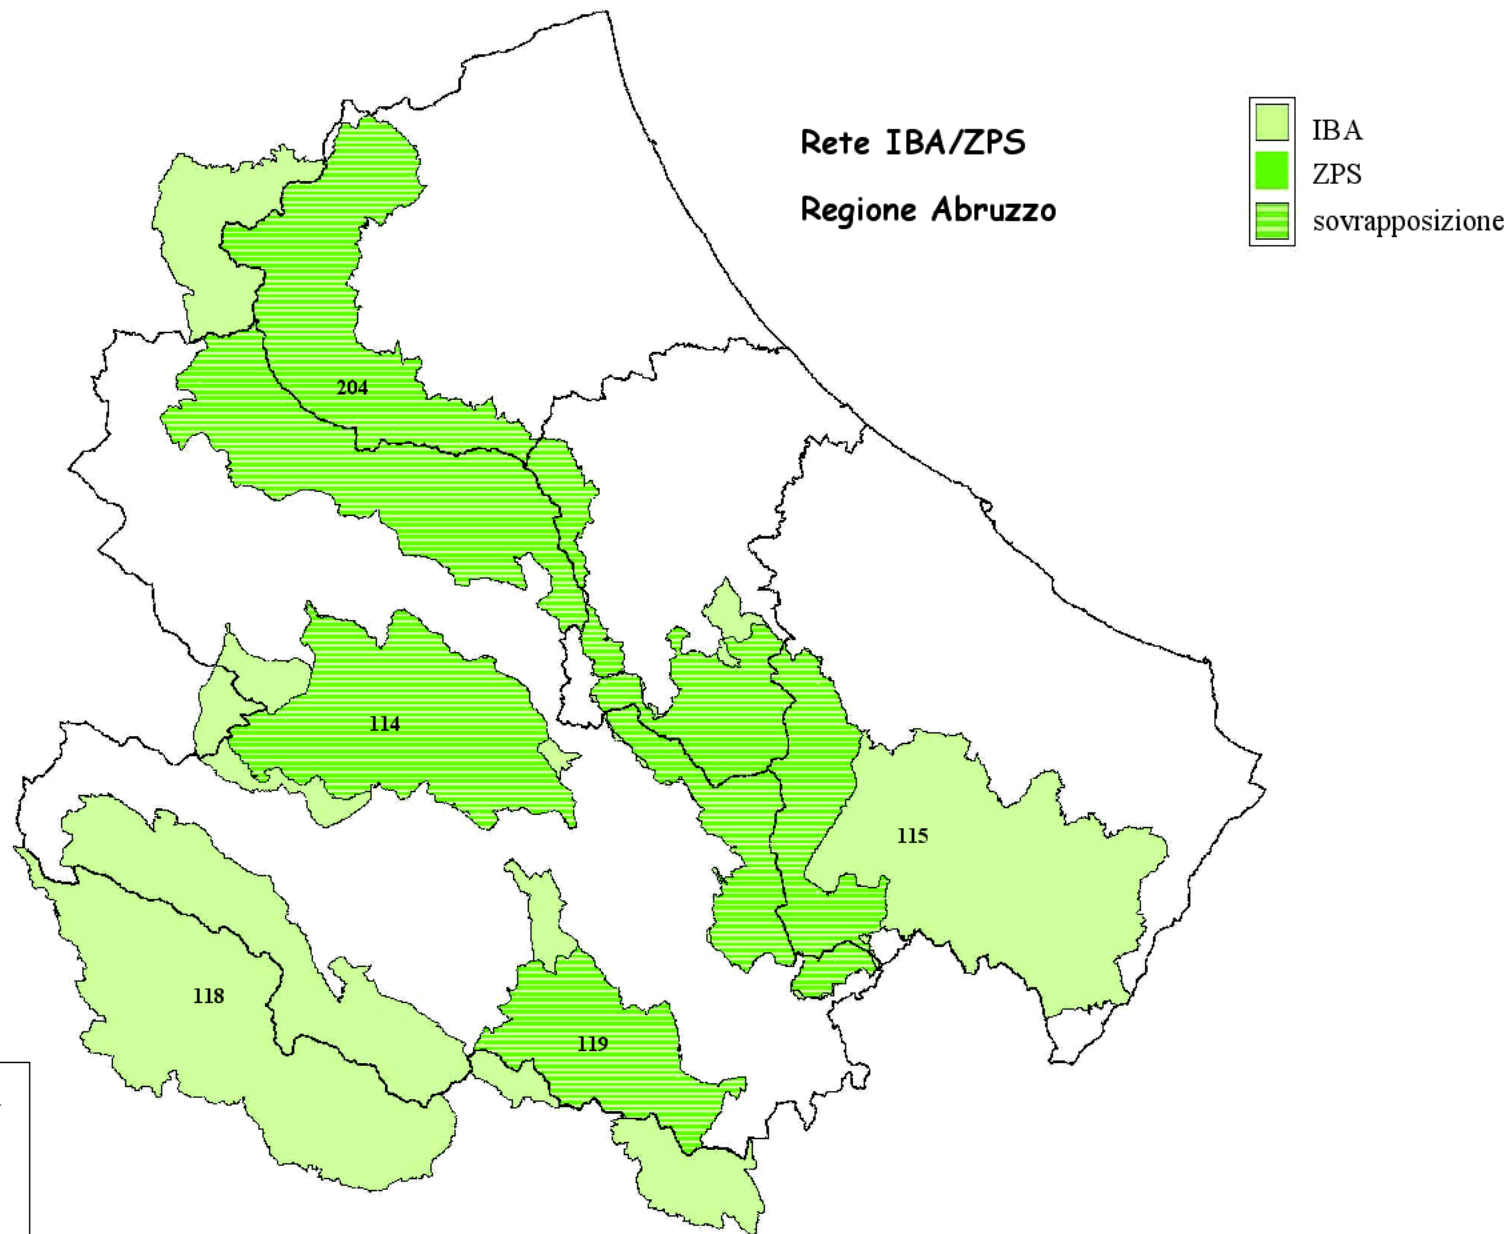 Rete IBA/ZPS
Regione Abruzzo
IBA
ZPS
sovrapposizione
204
114
115
118
119